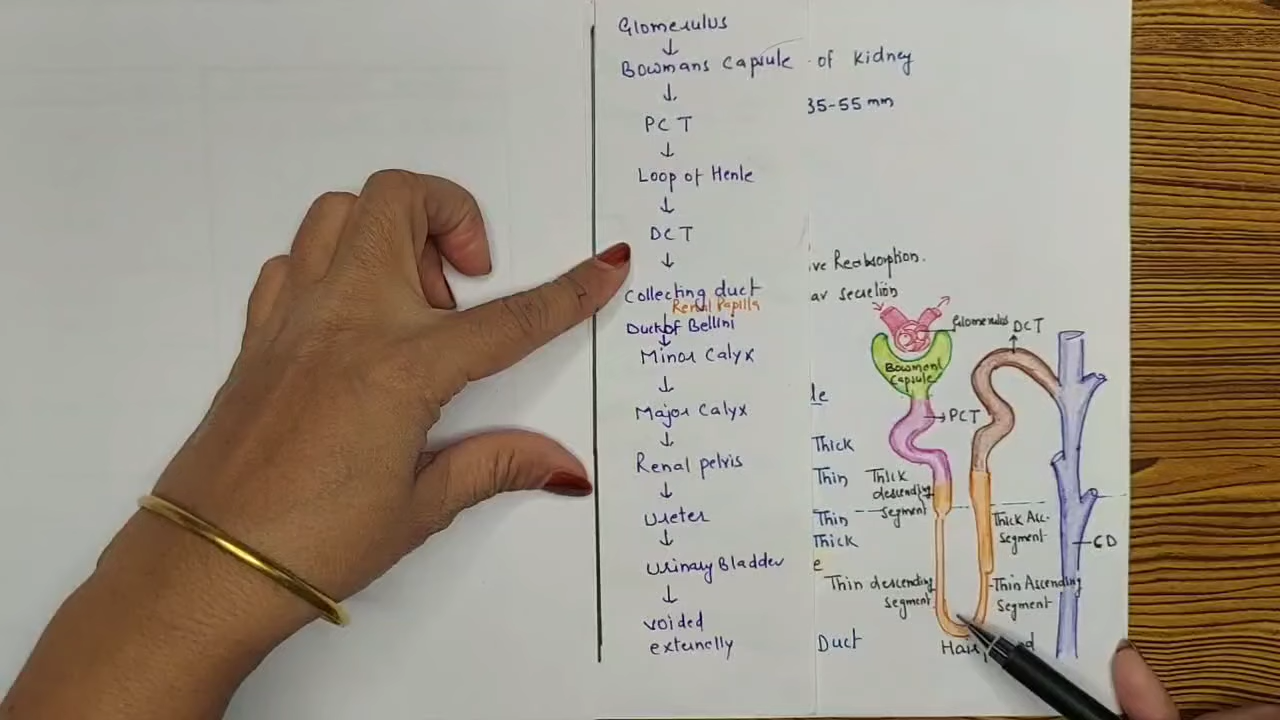 Glomerulus
↓
Bowmans Capsule of Kidney
↓
35-55 mm
PCT
↓
Loop of Henle
↓
DCT
↓
Collecting duct
Renal Papilla
Duct of Bellini
↓
Minor Calyx
↓
Major Calyx
↓
Renal pelvis
↓
Ureter
↓
Urinary Bladder
↓
voided
externally
ive Reabsorption.
ar secretion
le
Thick
Thin
Thin
Thick
e
Duct
Glomerulus
DCT
Bowment
Capsule
PCT
Thick
descending
segment
Thick Asc-
segment
CD
Thin descending
segment
Thin Ascending
Segment